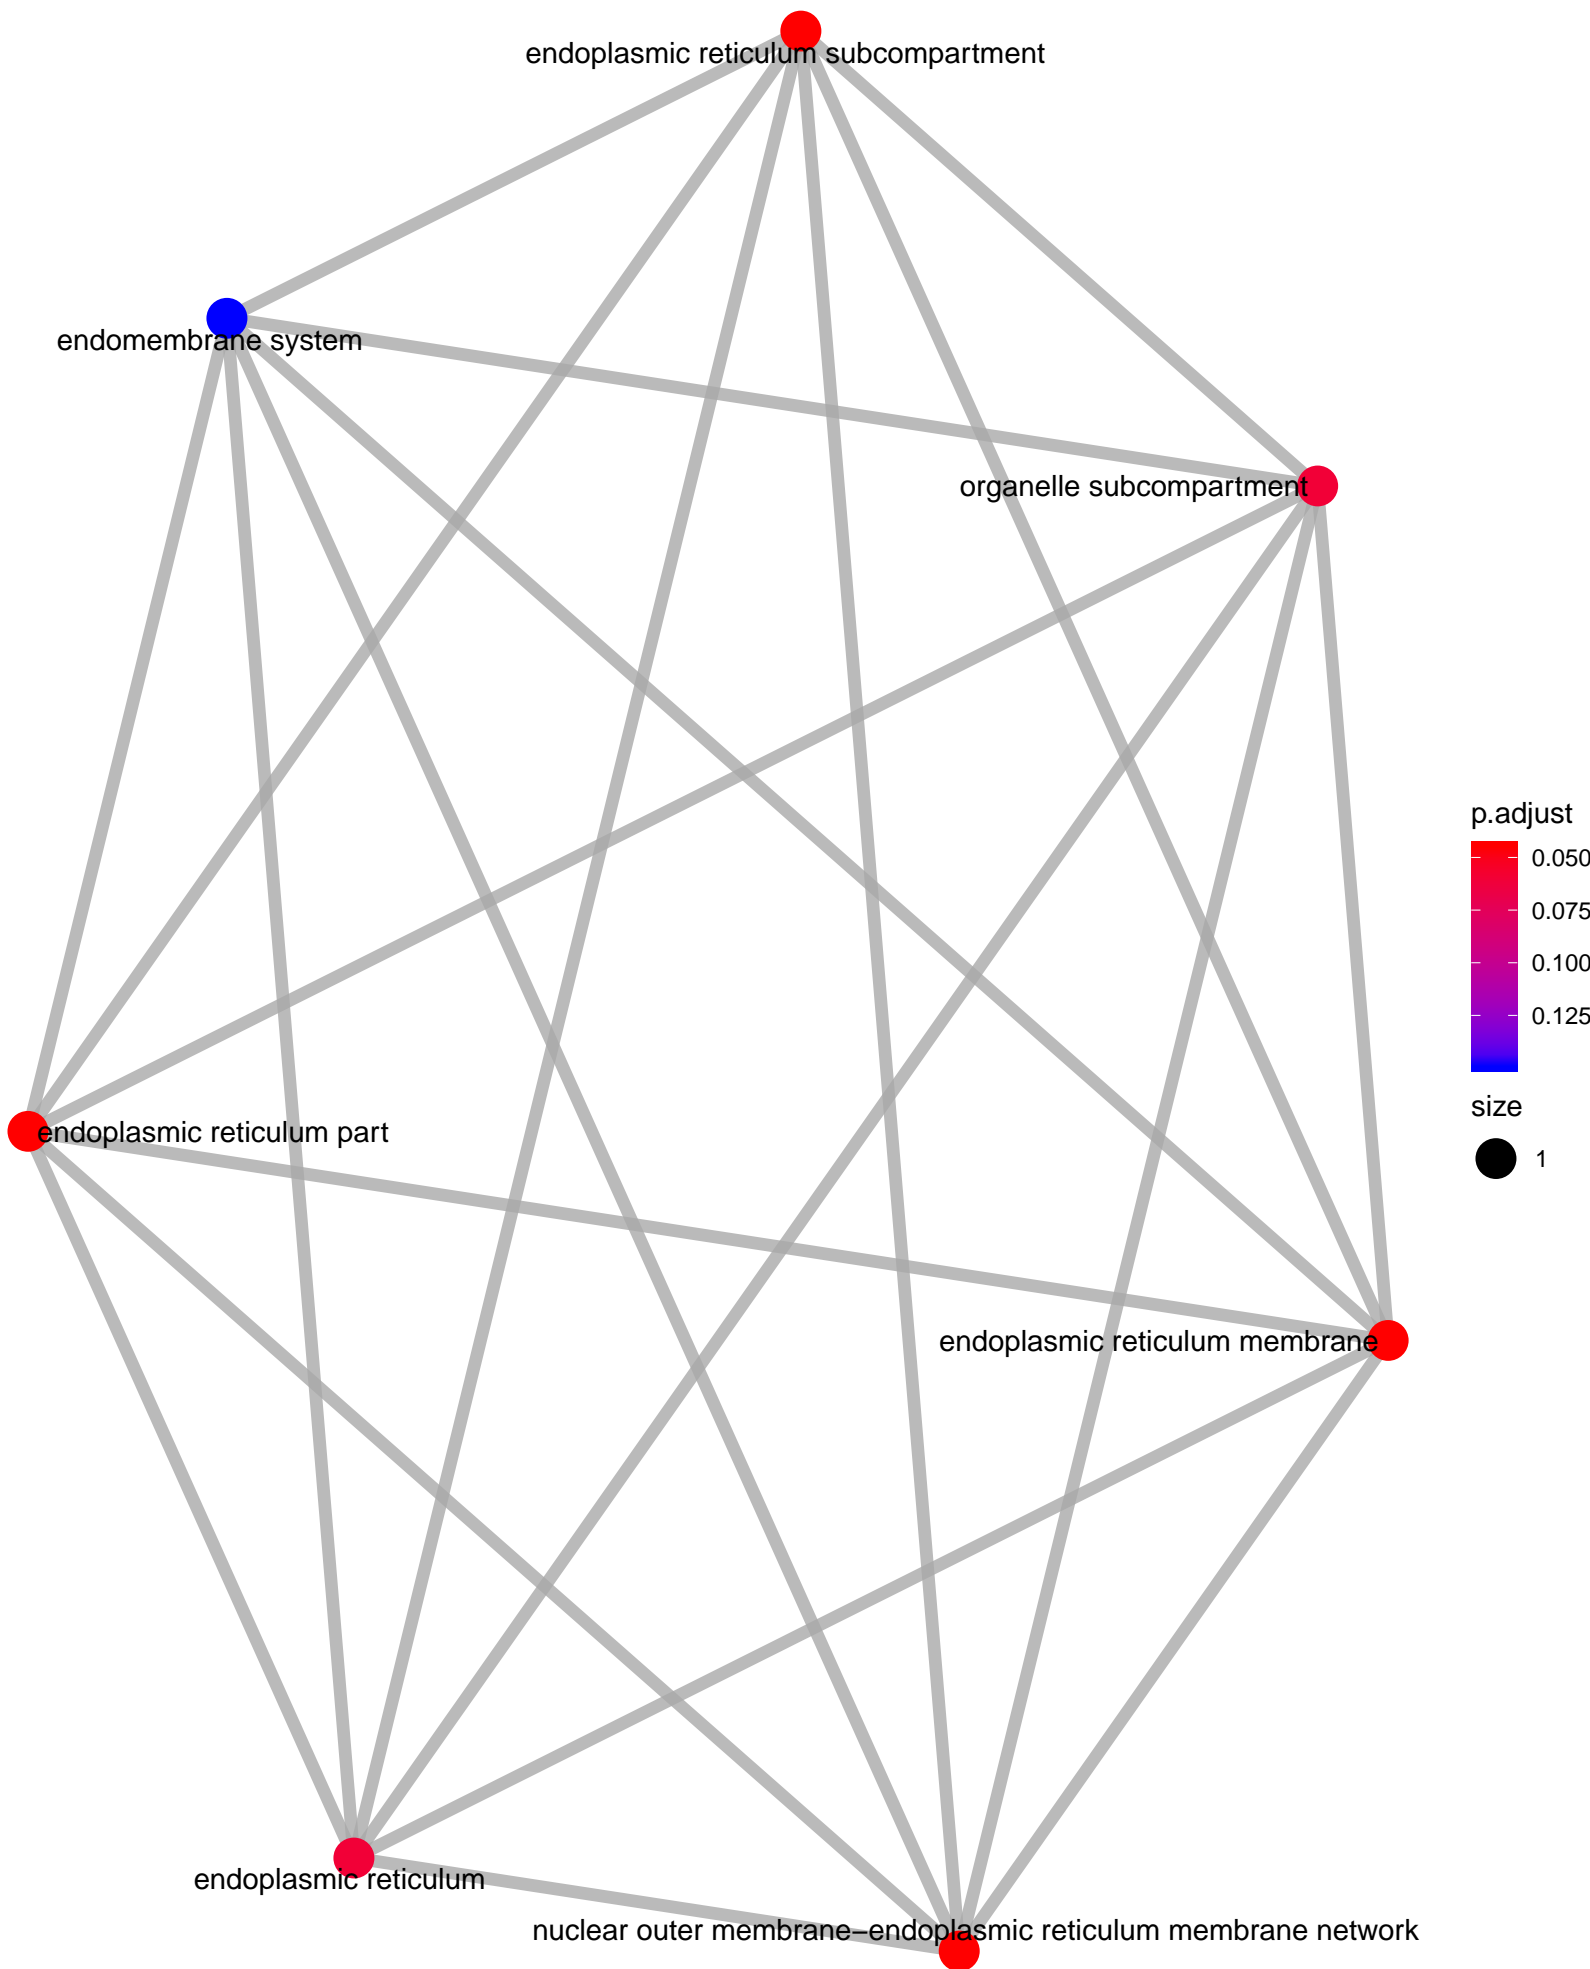 endoplasmic reticulum subcompartment
endomembrane system
organelle subcompartment
p.adjust
0.050
0.075
0.100
0.125
size
1
endoplasmic reticulum part
endoplasmic reticulum membrane
endoplasmic reticulum
nuclear outer membrane−endoplasmic reticulum membrane network